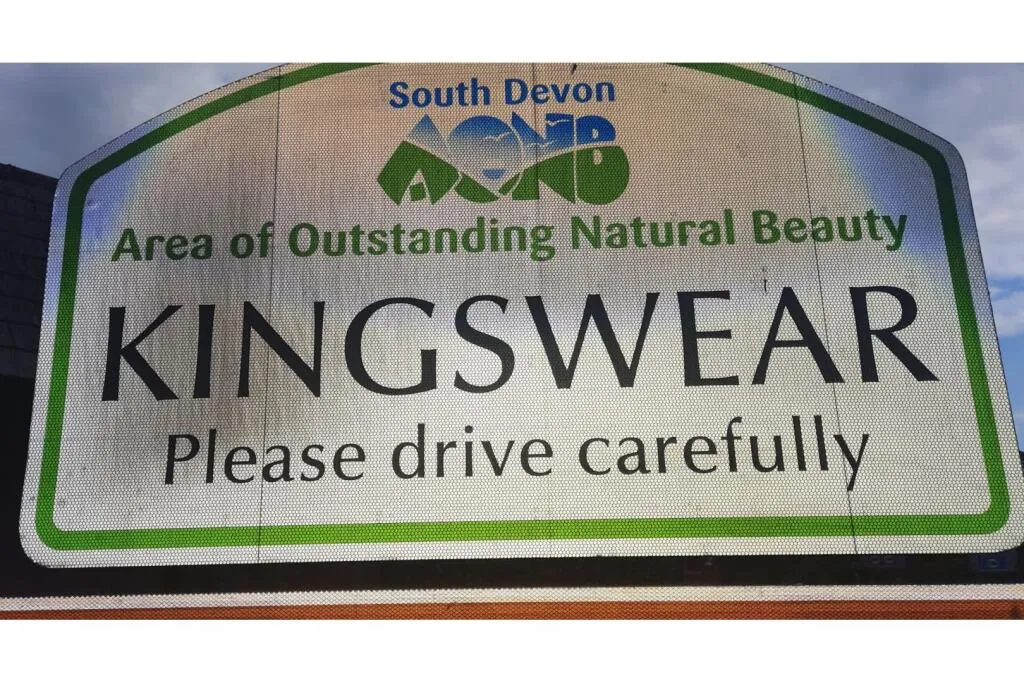 South Devon
AONB
Area of Outstanding Natural Beauty
KINGSWEAR
Please drive carefully